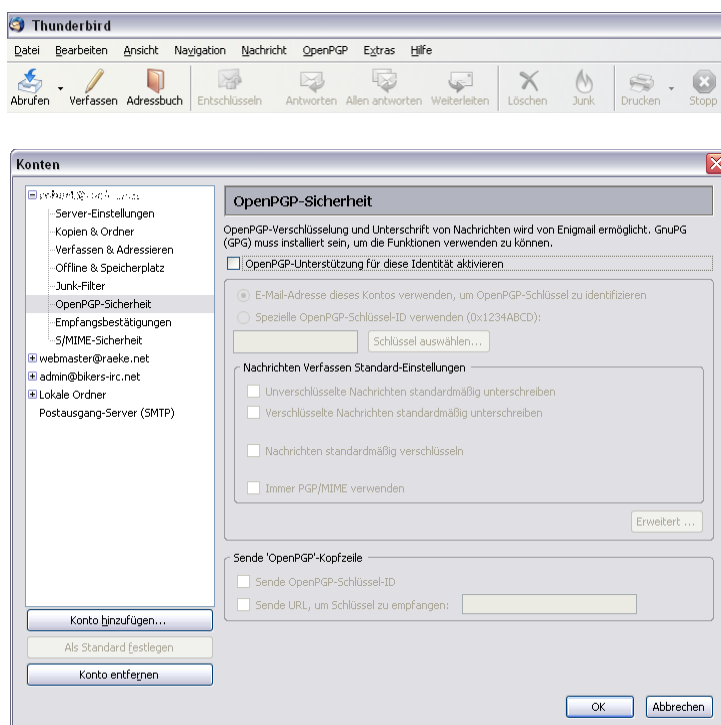 Thunderbird
Datei Bearbeiten Ansicht Navigation Nachricht OpenPGP Extras Hilfe
Abrufen Verfassen Adressbuch Entschlüsseln Antworten Allen antworten Weiterleiten Löschen Junk Drucken Stopp
Konten
Server-Einstellungen
Kopien & Ordner
Verfassen & Adressieren
Offline & Speicherplatz
Junk-Filter
OpenPGP-Sicherheit
Empfangsbestätigungen
S/MIME-Sicherheit
webmaster@raeke.net
admin@bikers-irc.net
Lokale Ordner
Postausgang-Server (SMTP)
Konto hinzufügen...
Als Standard festlegen
Konto entfernen
OpenPGP-Sicherheit
OpenPGP-Verschlüsselung und Unterschrift von Nachrichten wird von Enigmail ermöglicht. GnuPG
(GPG) muss installiert sein, um die Funktionen verwenden zu können.
OpenPGP-Unterstützung für diese Identität aktivieren
E-Mail-Adresse dieses Kontos verwenden, um OpenPGP-Schlüssel zu identifizieren
Spezielle OpenPGP-Schlüssel-ID verwenden (0x1234ABCD):
Schlüssel auswählen...
Nachrichten Verfassen Standard-Einstellungen
Unverschlüsselte Nachrichten standardmäßig unterschreiben
Verschlüsselte Nachrichten standardmäßig unterschreiben
Nachrichten standardmäßig verschlüsseln
Immer PGP/MIME verwenden
Erweitert ...
Sende 'OpenPGP'-Kopfzeile
Sende OpenPGP-Schlüssel-ID
Sende URL, um Schlüssel zu empfangen:
OK Abbrechen